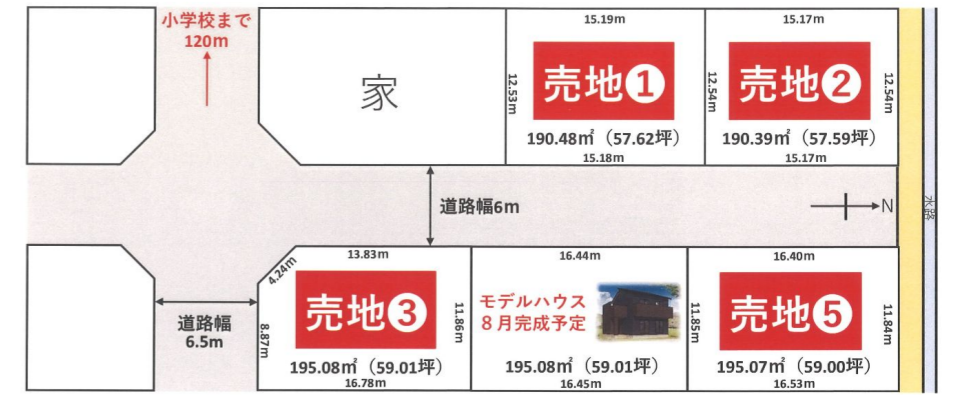 小学校まで
120m
家
15.19m
12.53m
売地❶
190.48㎡（57.62坪）
15.18m
15.17m
12.54m
売地❷
12.54m
190.39㎡（57.59坪）
15.17m
道路幅6m
N
水路
道路幅
6.5m
13.83m
4.24m
8.87m
売地❸
11.86m
195.08㎡（59.01坪）
16.78m
16.44m
モデルハウス
８月完成予定
11.85m
195.08㎡（59.01坪）
16.45m
16.40m
売地❺
11.84m
195.07㎡（59.00坪）
16.53m